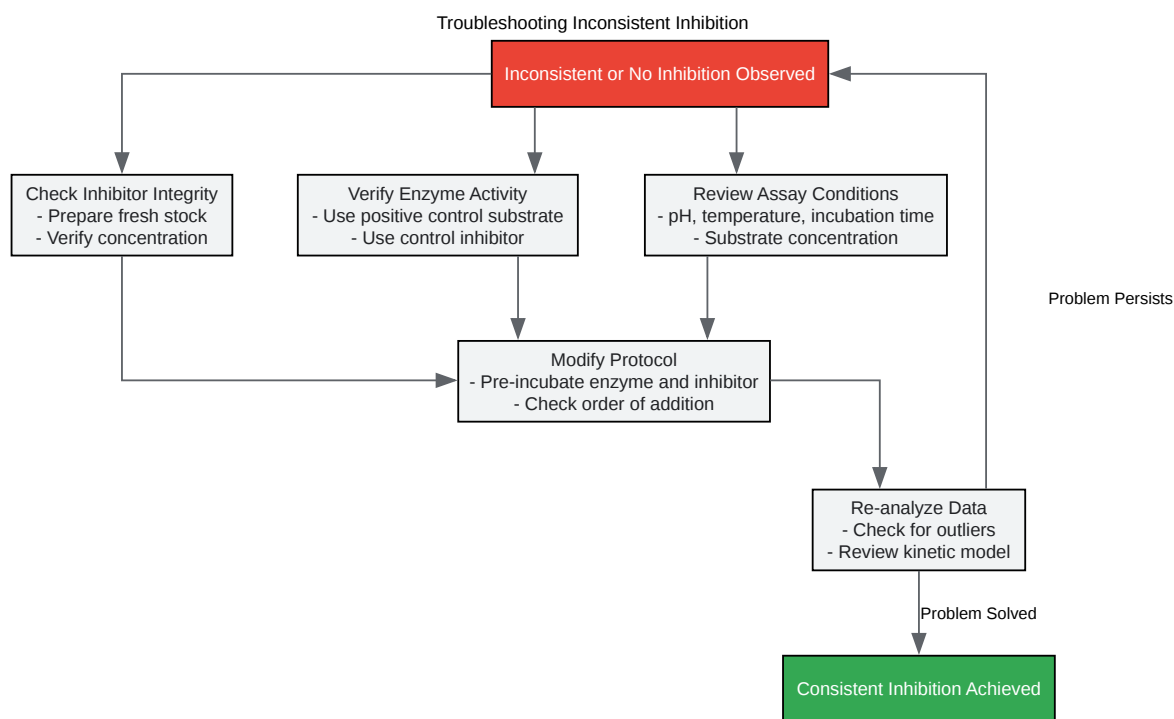 Troubleshooting Inconsistent Inhibition
Inconsistent or No Inhibition Observed
Check Inhibitor Integrity
- Prepare fresh stock
- Verify concentration
Verify Enzyme Activity
- Use positive control substrate
- Use control inhibitor
Review Assay Conditions
- pH, temperature, incubation time
- Substrate concentration
Problem Persists
Modify Protocol
- Pre-incubate enzyme and inhibitor
- Check order of addition
Re-analyze Data
- Check for outliers
- Review kinetic model
Problem Solved
Consistent Inhibition Achieved